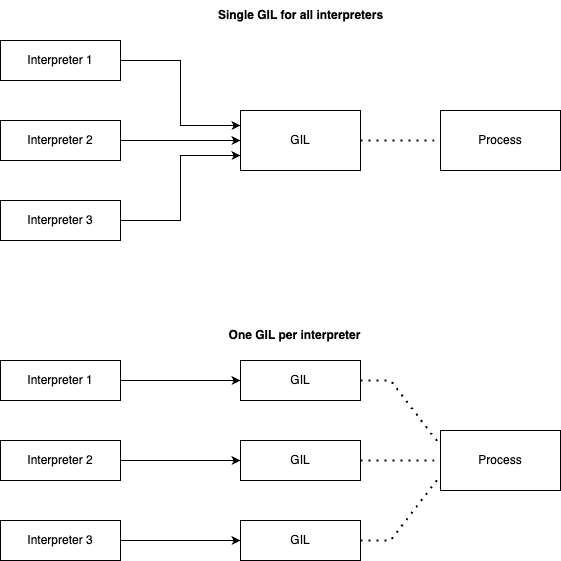 Single GIL for all interpreters
Interpreter 1
Interpreter 2
GIL
Process
Interpreter 3
One GIL per interpreter
Interpreter 1
GIL
Interpreter 2
GIL
Process
Interpreter 3
GIL